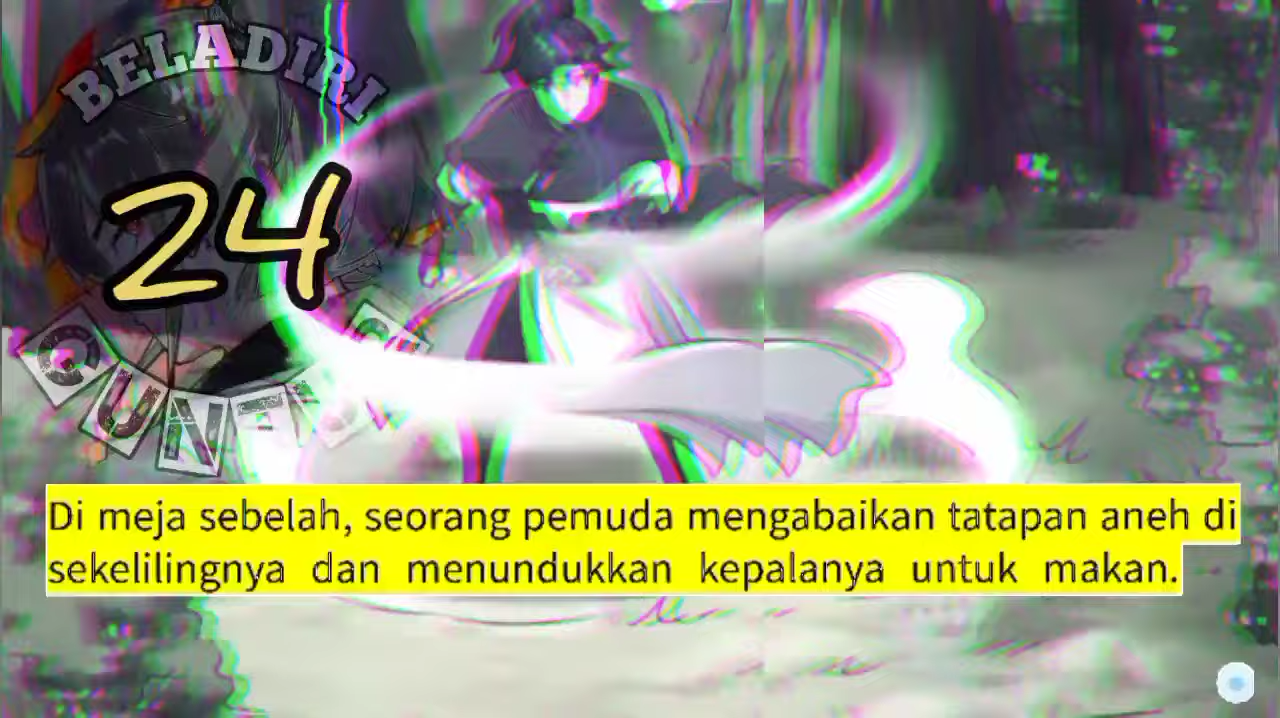 BELADIRI
24
Di meja sebelah, seorang pemuda mengabaikan tatapan aneh di
sekelilingnya dan menundukkan kepalanya untuk makan.